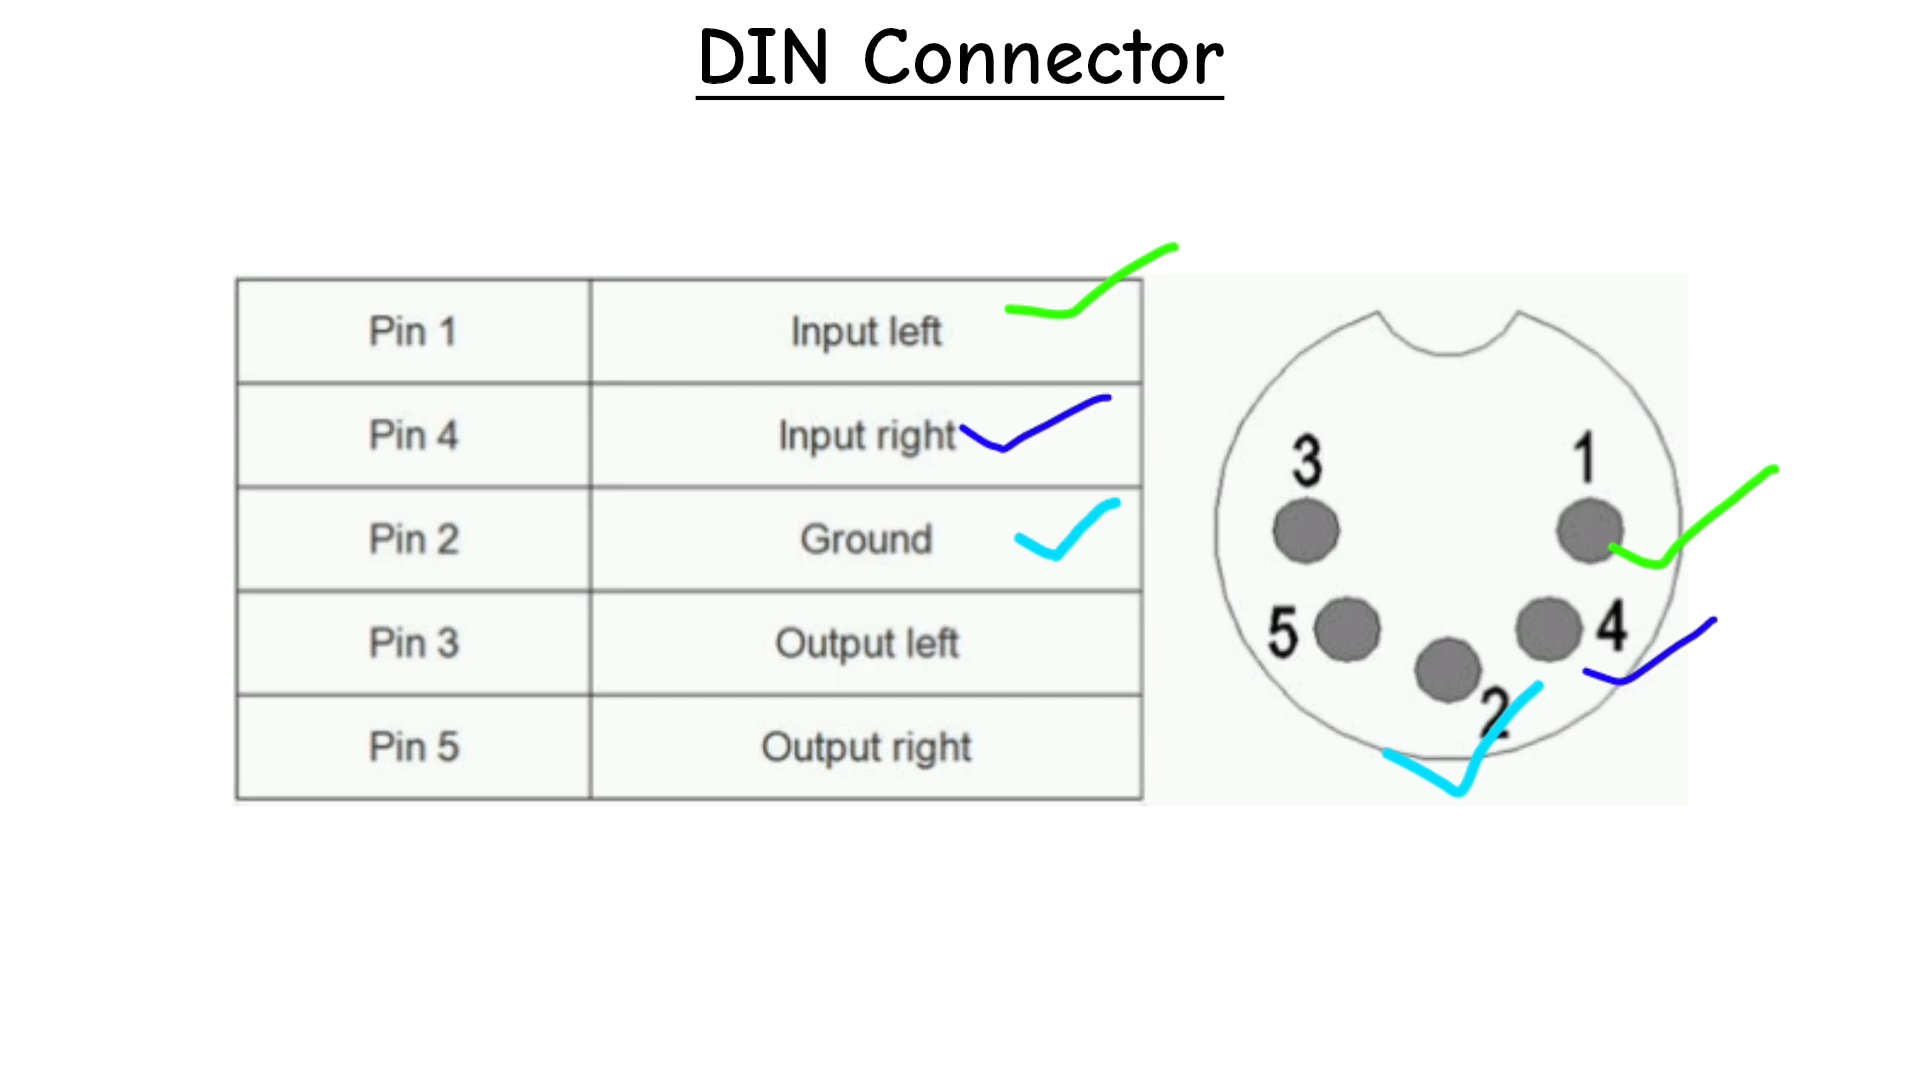 DIN Connector
Pin 1 Input left
Pin 4 Input right
Pin 2 Ground
Pin 3 Output left
Pin 5 Output right
3 1
5 4
2